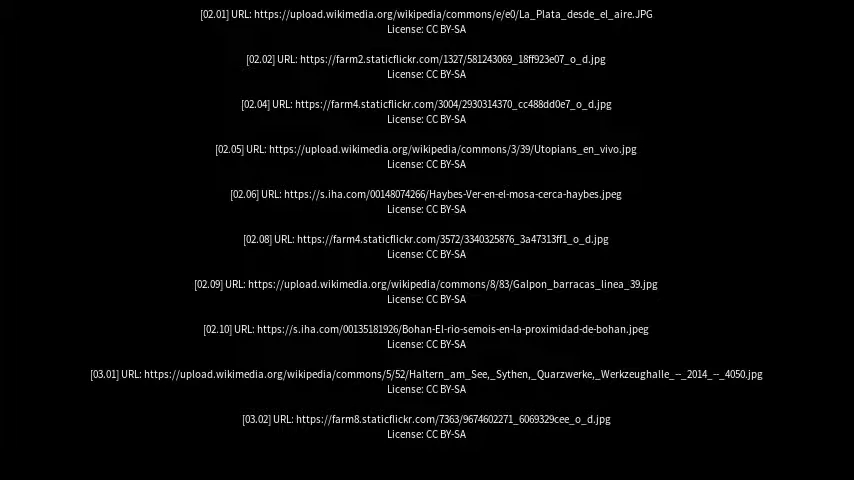 [02.01] URL: https://upload.wikimedia.org/wikipedia/commons/e/e0/La_Plata_desde_el_aire.JPG
License: CC BY-SA
[02.02] URL: https://farm2.staticflickr.com/1327/581243069_18ff923e07_o_d.jpg
License: CC BY-SA
[02.04] URL: https://farm4.staticflickr.com/3004/2930314370_cc488dd0e7_o_d.jpg
License: CC BY-SA
[02.05] URL: https://upload.wikimedia.org/wikipedia/commons/3/39/Utopians_en_vivo.jpg
License: CC BY-SA
[02.06] URL: https://s.iha.com/00148074266/Haybes-Ver-en-el-mosa-cerca-haybes.jpeg
License: CC BY-SA
[02.08] URL: https://farm4.staticflickr.com/3572/3340325876_3a47313ff1_o_d.jpg
License: CC BY-SA
[02.09] URL: https://upload.wikimedia.org/wikipedia/commons/8/83/Galpon_barracas_linea_39.jpg
License: CC BY-SA
[02.10] URL: https://s.iha.com/00135181926/Bohan-El-rio-semois-en-la-proximidad-de-bohan.jpeg
License: CC BY-SA
[03.01] URL: https://upload.wikimedia.org/wikipedia/commons/5/52/Haltern_am_See,_Sythen,_Quarzwerke,_Werkzeughalle_--_2014_--_4050.jpg
License: CC BY-SA
[03.02] URL: https://farm8.staticflickr.com/7363/9674602271_6069329cee_o_d.jpg
License: CC BY-SA